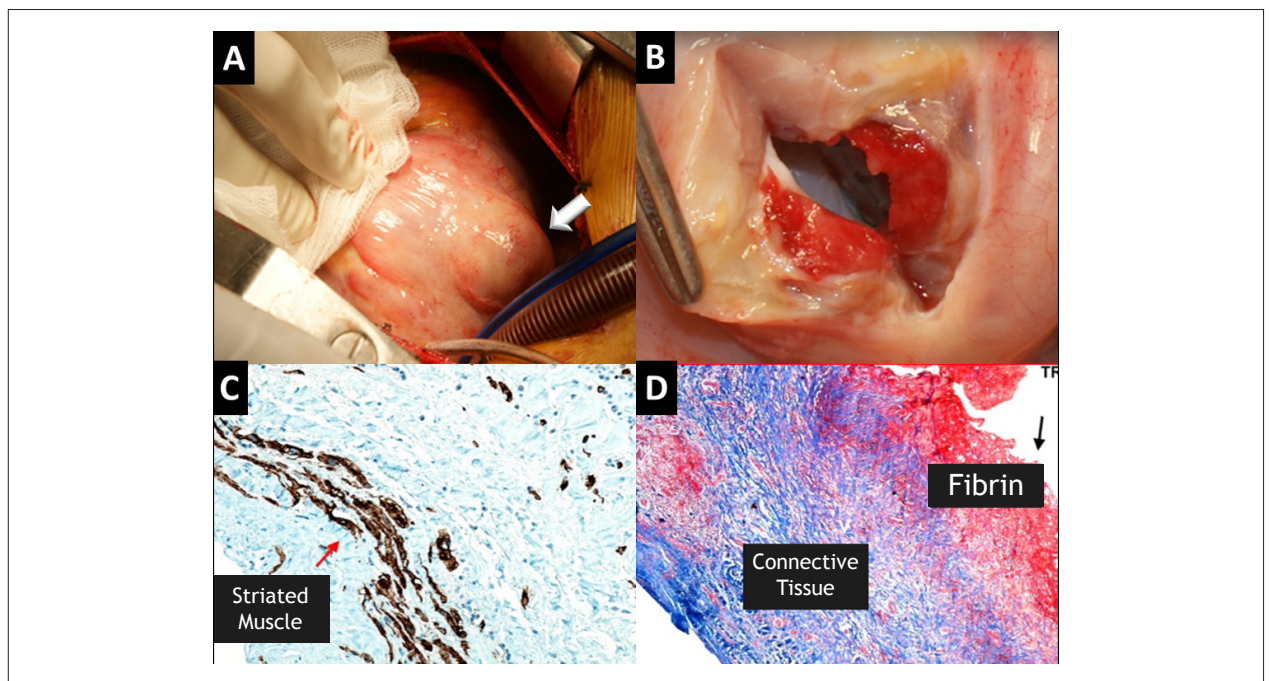 A
B
C
Striated
Muscle
D
TR
Fibrin
Connective
Tissue